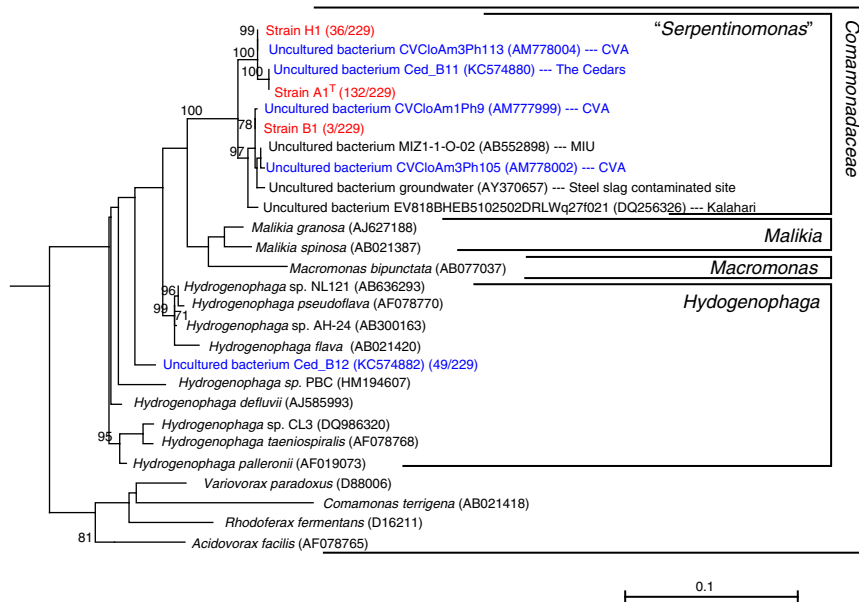 99
Strain H1 (36/229)
"Serpentinomonas"
Comamonadaceae
100
Uncultured bacterium CVCloAm3Ph113 (AM778004) --- CVA
100
Uncultured bacterium Ced_B11 (KC574880) --- The Cedars
Strain A1ᵀ (132/229)
100
Uncultured bacterium CVCloAm1Ph9 (AM777999) --- CVA
78
Strain B1 (3/229)
97
Uncultured bacterium MIZ1-1-O-02 (AB552898) --- MIU
Uncultured bacterium CVCloAm3Ph105 (AM778002) --- CVA
Uncultured bacterium groundwater (AY370657) --- Steel slag contaminated site
Uncultured bacterium EV818BHEB5102502DRLWq27f021 (DQ256326) --- Kalahari
Malikia granosa (AJ627188)
Malikia
Malikia spinosa (AB021387)
Macromonas bipunctata (AB077037)
Macromonas
96
Hydrogenophaga sp. NL121 (AB636293)
Hydogenophaga
99
71
Hydrogenophaga pseudoflava (AF078770)
Hydrogenophaga sp. AH-24 (AB300163)
Hydrogenophaga flava (AB021420)
Uncultured bacterium Ced_B12 (KC574882) (49/229)
Hydrogenophaga sp. PBC (HM194607)
Hydrogenophaga defluvii (AJ585993)
95
Hydrogenophaga sp. CL3 (DQ986320)
Hydrogenophaga taeniospiralis (AF078768)
Hydrogenophaga palleronii (AF019073)
Variovorax paradoxus (D88006)
Comamonas terrigena (AB021418)
Rhodoferax fermentans (D16211)
81
Acidovorax facilis (AF078765)
0.1